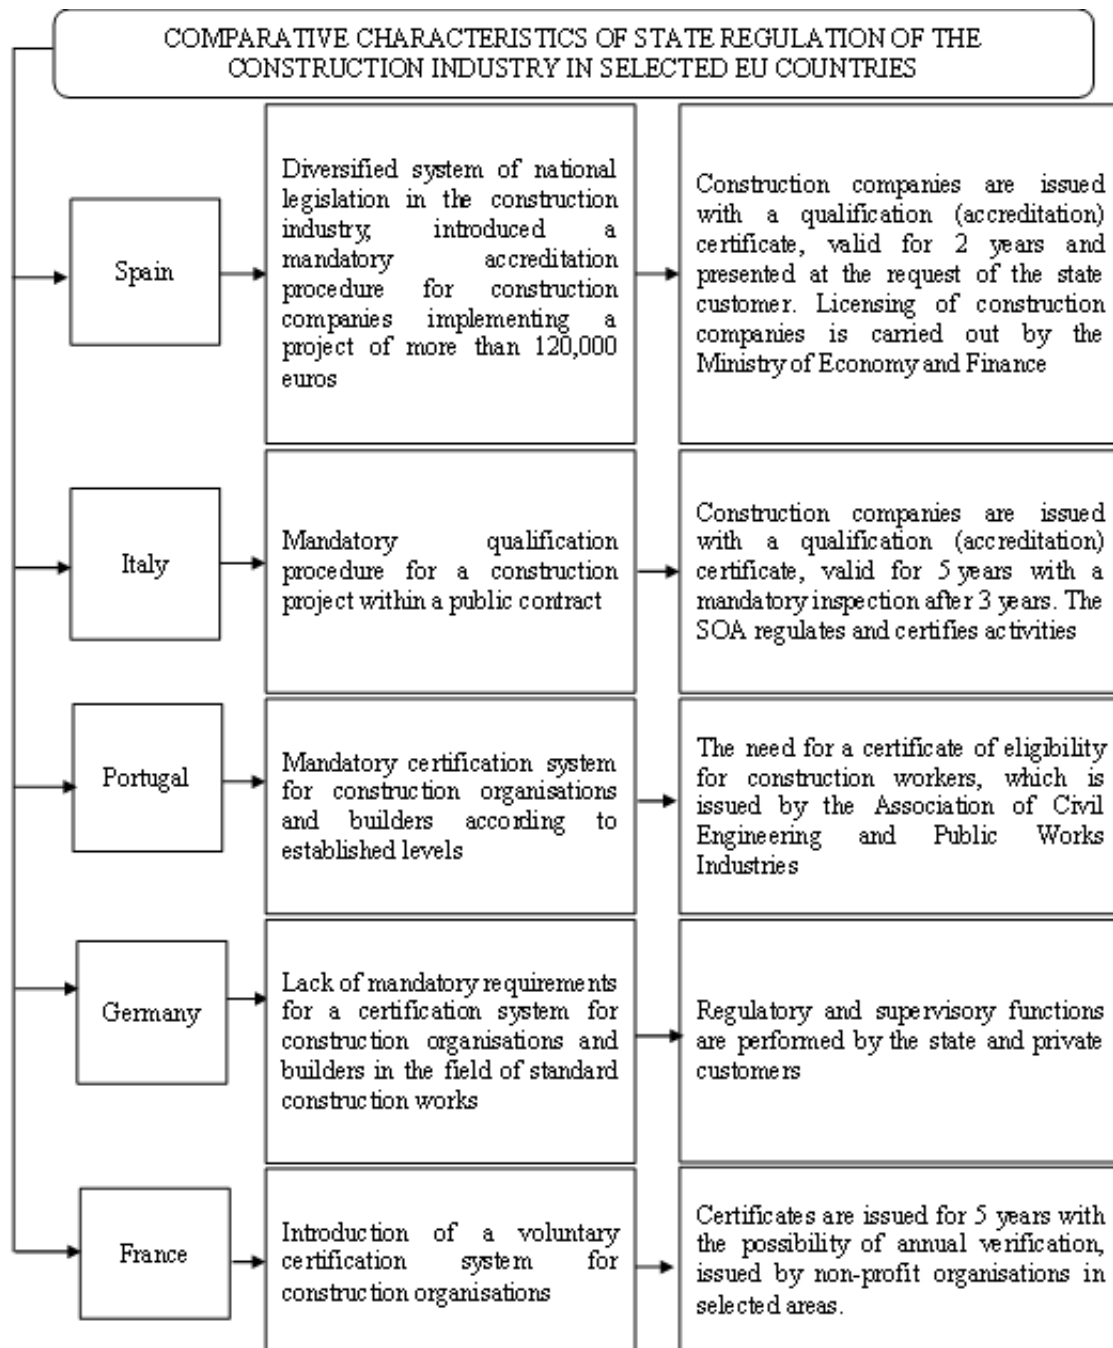 COMPARATIVE CHARACTERISTICS OF STATE REGULATION OF THE
CONSTRUCTION INDUSTRY IN SELECTED EU COUNTRIES
Spain
Diversified system of national
legislation in the construction
industry, introduced a
mandatory accreditation
procedure for construction
companies implementing a
project of more than 120,000
euros
Construction companies are issued
with a qualification (accreditation)
certificate, valid for 2 years and
presented at the request of the state
customer. Licensing of construction
companies is carried out by the
Ministry of Economy and Finance
Italy
Mandatory qualification
procedure for a construction
project within a public contract
Construction companies are issued
with a qualification (accreditation)
certificate, valid for 5 years with a
mandatory inspection after 3 years. The
SOA regulates and certifies activities
Portugal
Mandatory certification system
for construction organisations
and builders according to
established levels
The need for a certificate of eligibility
for construction workers, which is
issued by the Association of Civil
Engineering and Public Works
Industries
Germany
Lack of mandatory requirements
for a certification system for
construction organisations and
builders in the field of standard
construction works
Regulatory and supervisory functions
are performed by the state and private
customers
France
Introduction of a voluntary
certification system for
construction organisations
Certificates are issued for 5 years with
the possibility of annual verification,
issued by non-profit organisations in
selected areas.